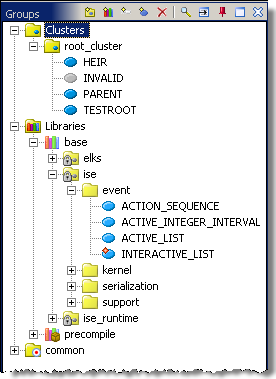 Groups
Clusters
root_cluster
HEIR
INVALID
PARENT
TESTROOT
Libraries
base
elks
ise
event
ACTION_SEQUENCE
ACTIVE_INTEGER_INTERVAL
ACTIVE_LIST
INTERACTIVE_LIST
kernel
serialization
support
ise_runtime
precompile
common